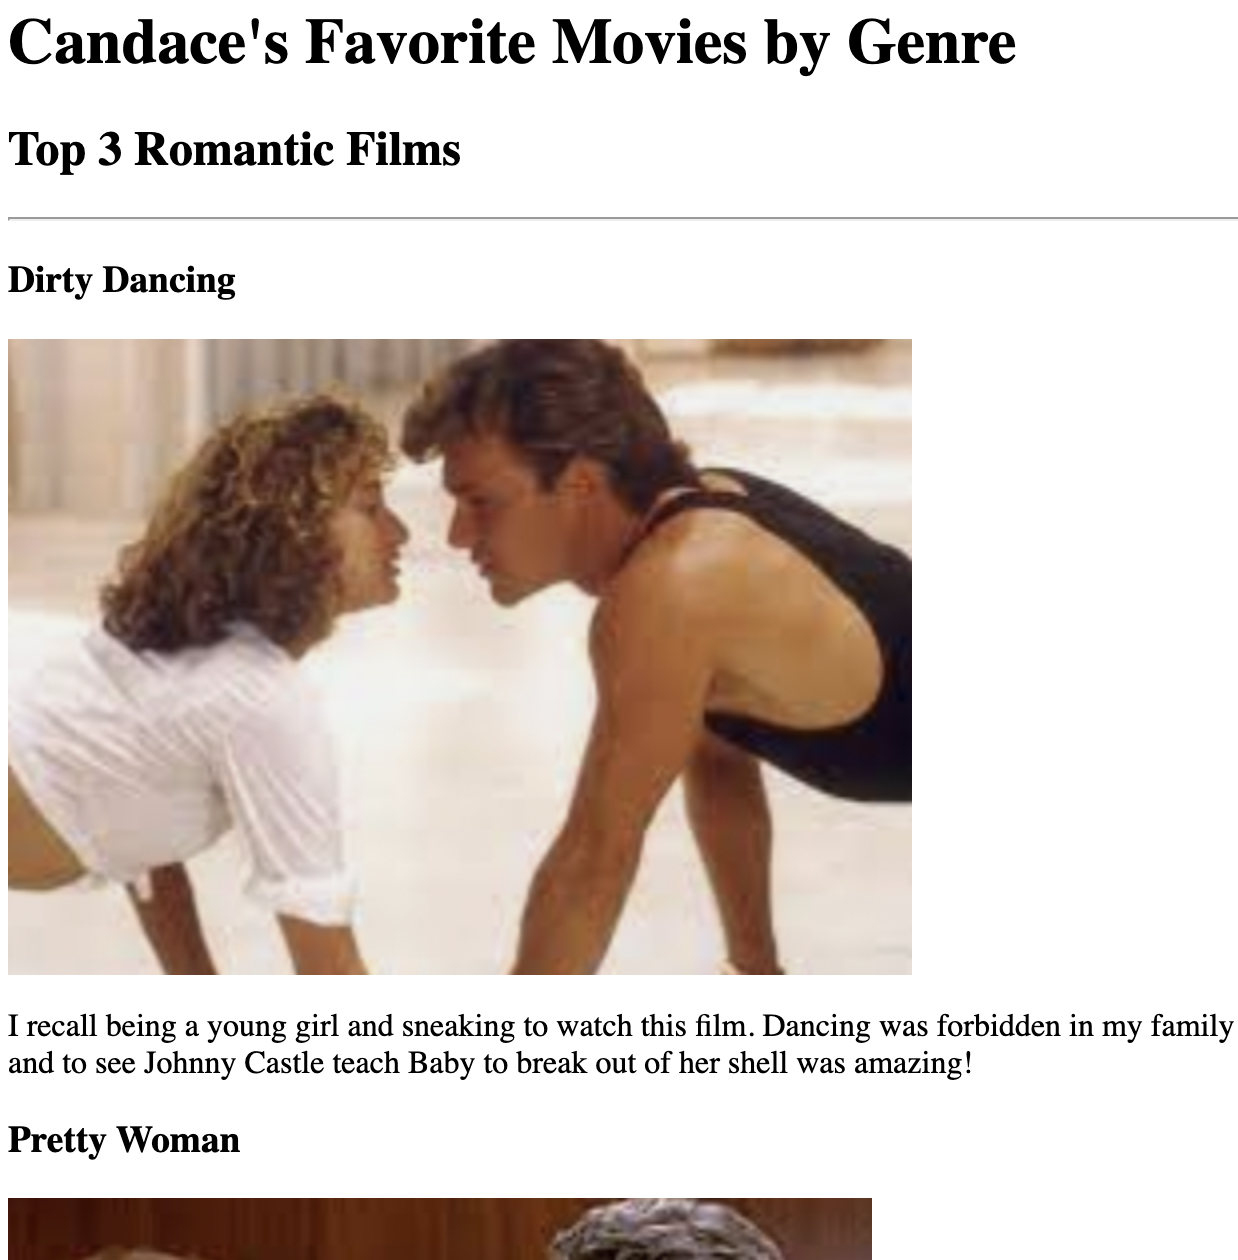 Candace's Favorite Movies by Genre
Top 3 Romantic Films
Dirty Dancing
I recall being a young girl and sneaking to watch this film. Dancing was forbidden in my family
and to see Johnny Castle teach Baby to break out of her shell was amazing!
Pretty Woman